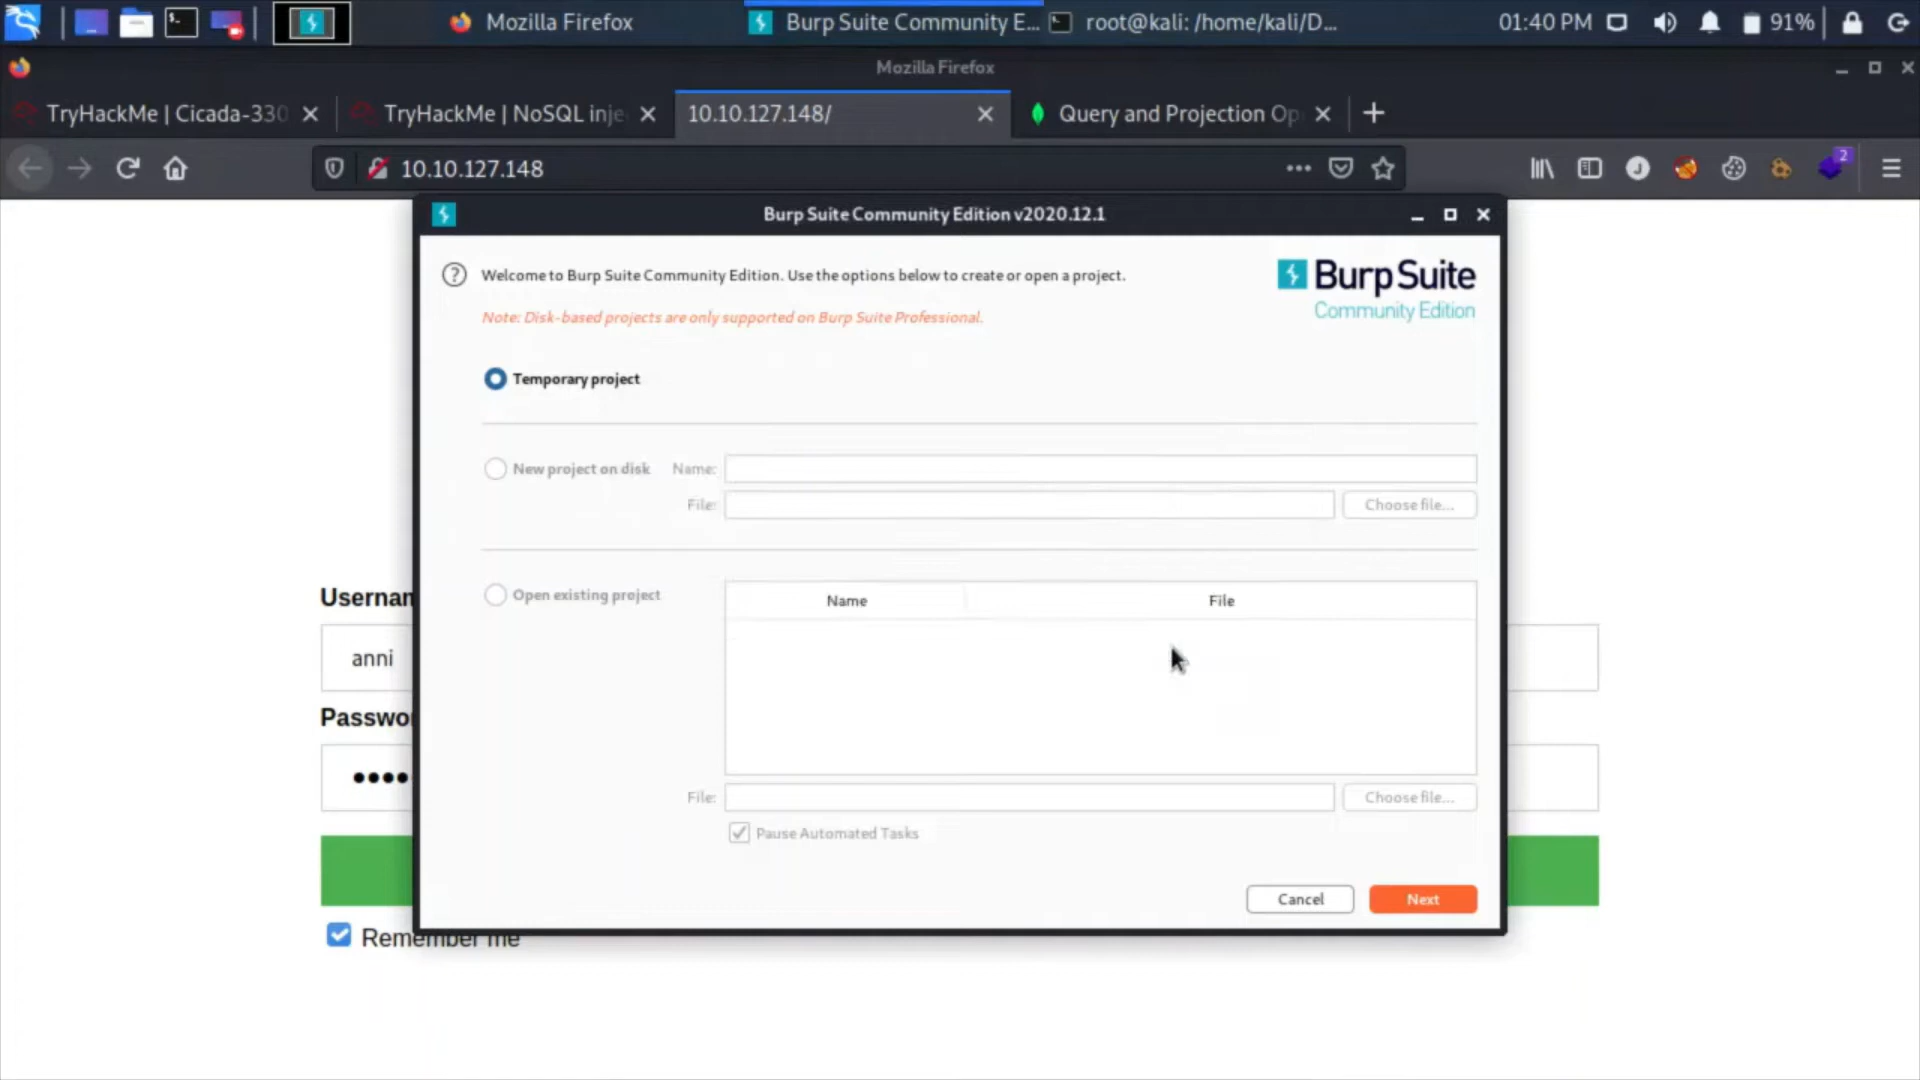 Mozilla Firefox
Burp Suite Community E...
root@kali: /home/kali/D...
01:40 PM
91%
Mozilla Firefox
TryHackMe | Cicada-330
TryHackMe | NoSQL inje
10.10.127.148/
Query and Projection Op
10.10.127.148
2
Burp Suite Community Edition v2020.12.1
Welcome to Burp Suite Community Edition. Use the options below to create or open a project.
Note: Disk-based projects are only supported on Burp Suite Professional.
Burp Suite
Community Edition
Temporary project
New project on disk
Name:
File:
Choose file...
Open existing project
Name
File
File:
Choose file...
Pause Automated Tasks
Cancel
Next
Usernam
anni
Passwo
Remember me